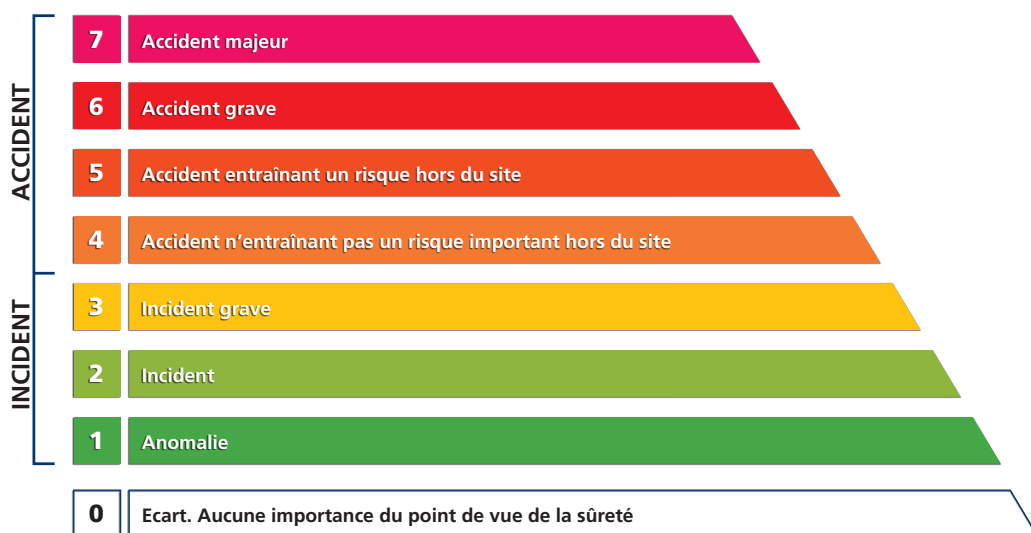 ACCIDENT
7 Accident majeur
6 Accident grave
5 Accident entraînant un risque hors du site
4 Accident n’entraînant pas un risque important hors du site
INCIDENT
3 Incident grave
2 Incident
1 Anomalie
0 Ecart. Aucune importance du point de vue de la sûreté